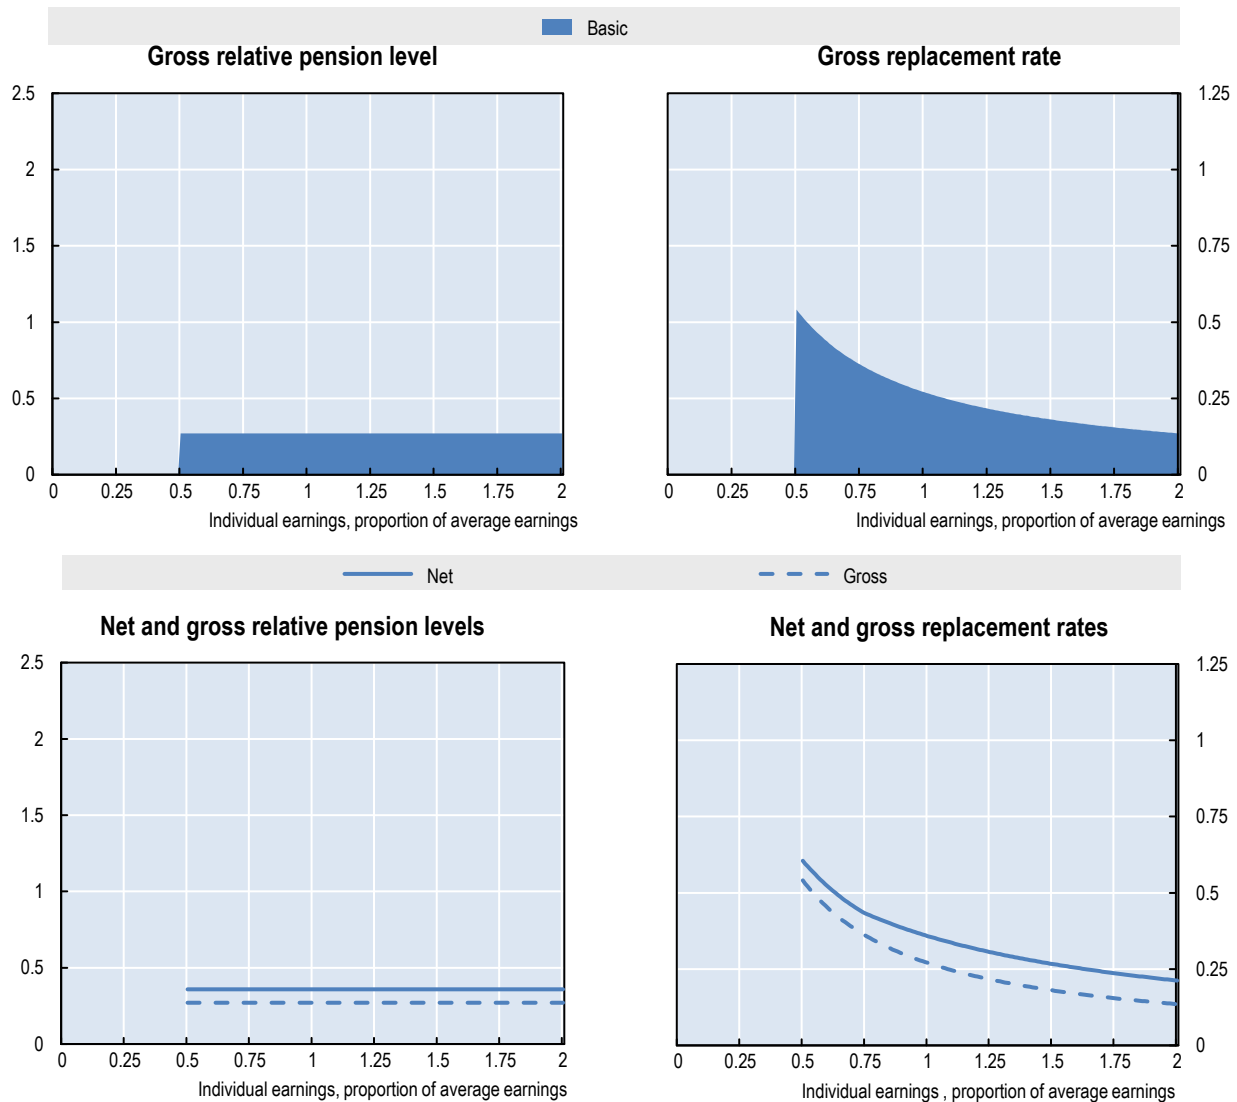 Basic
Gross relative pension level
Gross replacement rate
2.5
2
1.5
1
0.5
0
0 0.25 0.5 0.75 1 1.25 1.5 1.75 2
Individual earnings, proportion of average earnings
1.25
1
0.75
0.5
0.25
0
0 0.25 0.5 0.75 1 1.25 1.5 1.75 2
Individual earnings, proportion of average earnings
Net Gross
Net and gross relative pension levels
Net and gross replacement rates
2.5
2
1.5
1
0.5
0
0 0.25 0.5 0.75 1 1.25 1.5 1.75 2
Individual earnings, proportion of average earnings
1.25
1
0.75
0.5
0.25
0
0 0.25 0.5 0.75 1 1.25 1.5 1.75 2
Individual earnings , proportion of average earnings